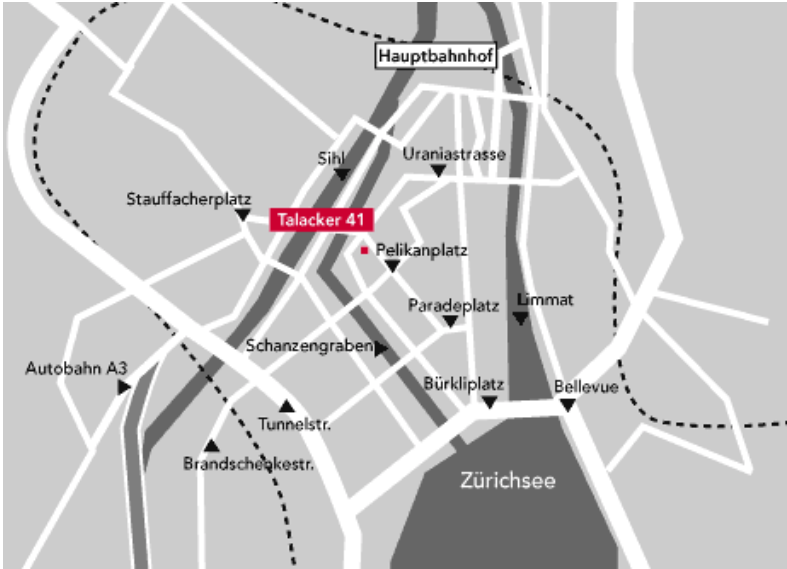 Hauptbahnhof
Sihl
Uraniastrasse
Stauffacherplatz
Talacker 41
Pelikanplatz
Paradeplatz
Limmat
Schanzengraben
Autobahn A3
Bürkliplatz
Bellevue
Tunnelstr.
Brandschenkestr.
Zürichsee